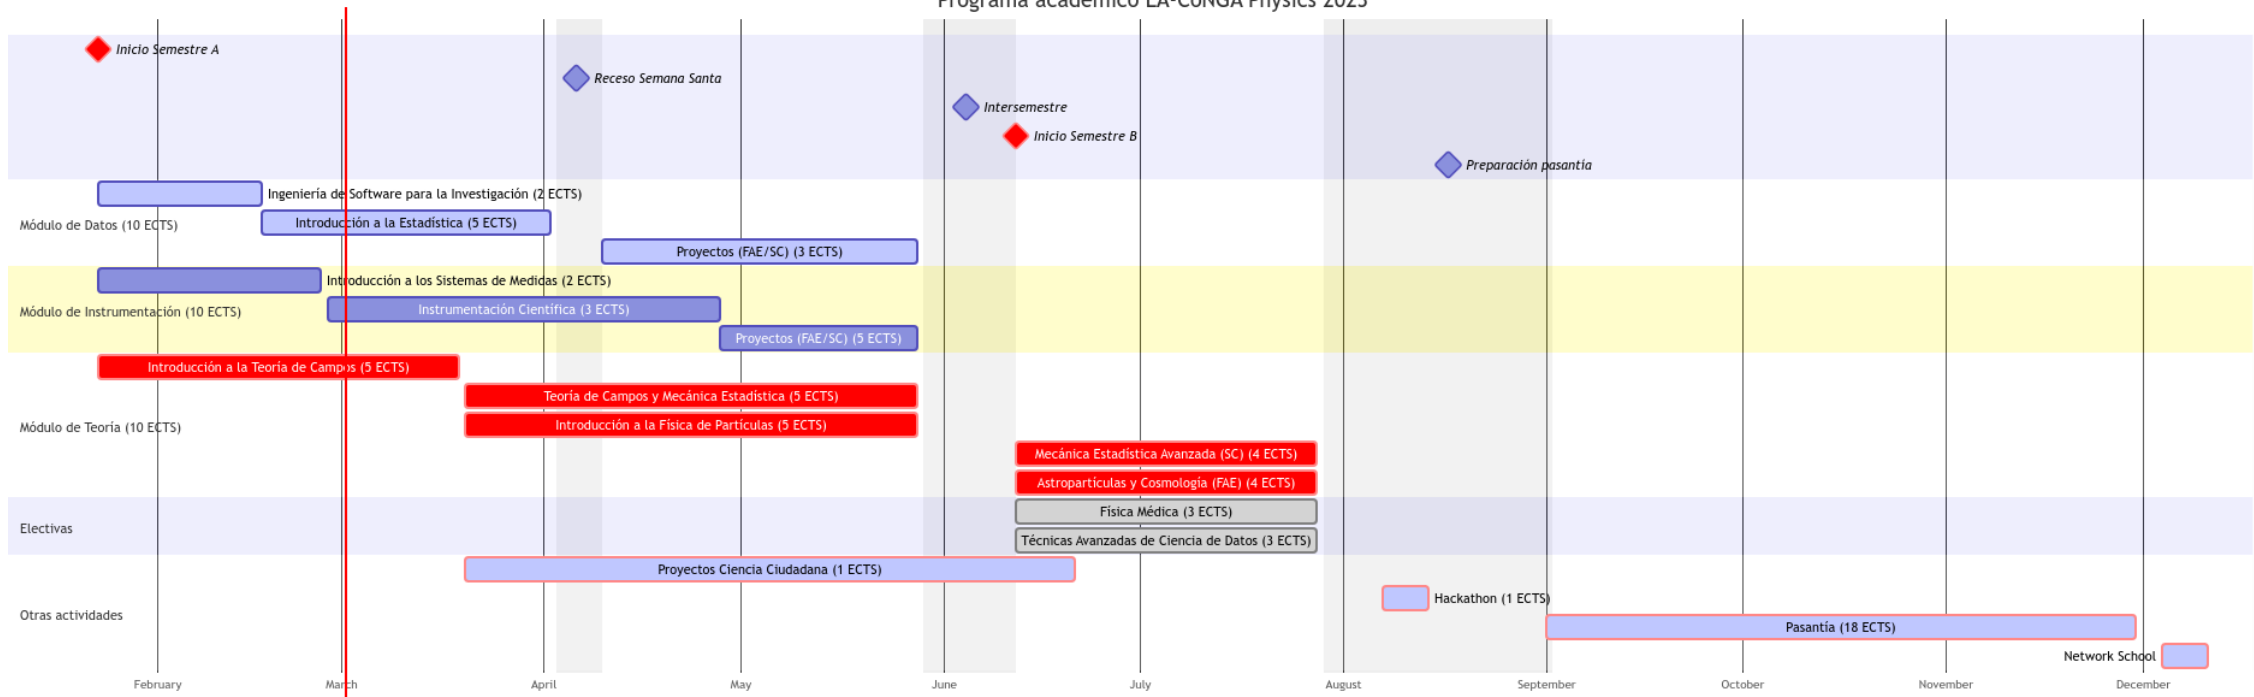 Programa académico LA-CoNGA Physics 2023
Inicio Semestre A
Receso Semana Santa
Intersemestre
Inicio Semestre B
Preparación pasantía
Módulo de Datos (10 ECTS)
Ingeniería de Software para la Investigación (2 ECTS)
Introducción a la Estadística (5 ECTS)
Proyectos (FAE/SC) (3 ECTS)
Módulo de Instrumentación (10 ECTS)
Introducción a los Sistemas de Medidas (2 ECTS)
Instrumentación Científica (3 ECTS)
Proyectos (FAE/SC) (5 ECTS)
Módulo de Teoría (10 ECTS)
Introducción a la Teoría de Campos (5 ECTS)
Teoría de Campos y Mecánica Estadística (5 ECTS)
Introducción a la Física de Partículas (5 ECTS)
Mecánica Estadística Avanzada (SC) (4 ECTS)
Astropartículas y Cosmología (FAE) (4 ECTS)
Electivas
Física Médica (3 ECTS)
Técnicas Avanzadas de Ciencia de Datos (3 ECTS)
Otras actividades
Proyectos Ciencia Ciudadana (1 ECTS)
Hackathon (1 ECTS)
Pasantía (18 ECTS)
Network School
February March April May June July August September October November December